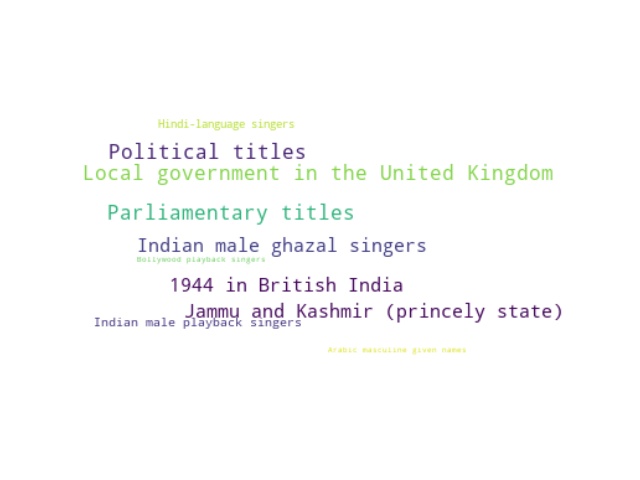 Hindi-language singers
Political titles
Local government in the United Kingdom
Parliamentary titles
Indian male ghazal singers
Bollywood playback singers
1944 in British India
Jammu and Kashmir (princely state)
Indian male playback singers
Arabic masculine given names